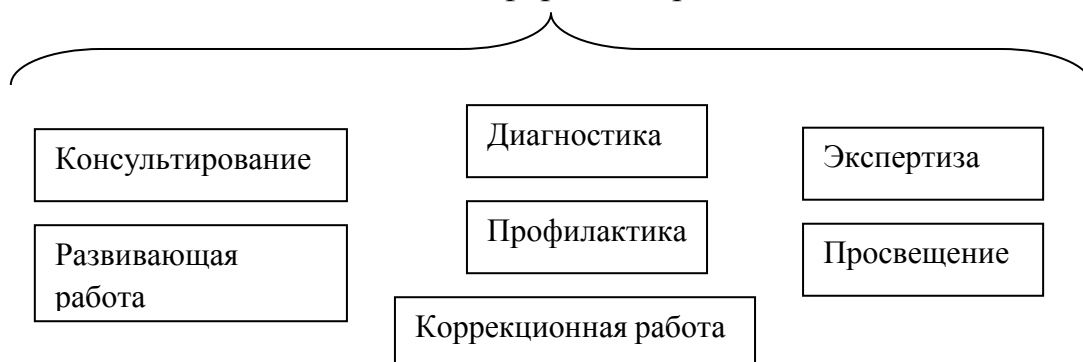 Консультирование
Диагностика
Экспертиза
Развивающая
работа
Профилактика
Просвещение
Коррекционная работа